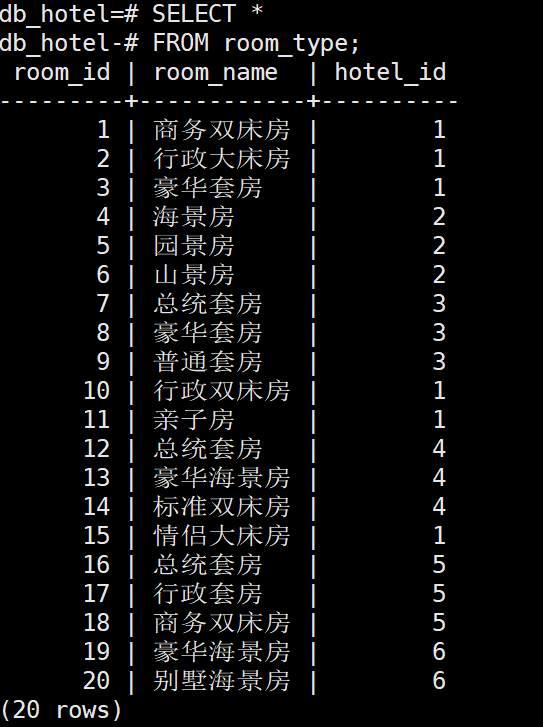 db_hotel=# SELECT *
db_hotel-# FROM room_type;
 room_id | room_name  | hotel_id
---------+------------+----------
       1 | 商务双床房 |        1
       2 | 行政大床房 |        1
       3 | 豪华套房   |        1
       4 | 海景房     |        2
       5 | 园景房     |        2
       6 | 山景房     |        2
       7 | 总统套房   |        3
       8 | 豪华套房   |        3
       9 | 普通套房   |        3
      10 | 行政双床房 |        1
      11 | 亲子房     |        1
      12 | 总统套房   |        4
      13 | 豪华海景房 |        4
      14 | 标准双床房 |        4
      15 | 情侣大床房 |        1
      16 | 总统套房   |        5
      17 | 行政套房   |        5
      18 | 商务双床房 |        5
      19 | 豪华海景房 |        6
      20 | 别墅海景房 |        6
(20 rows)